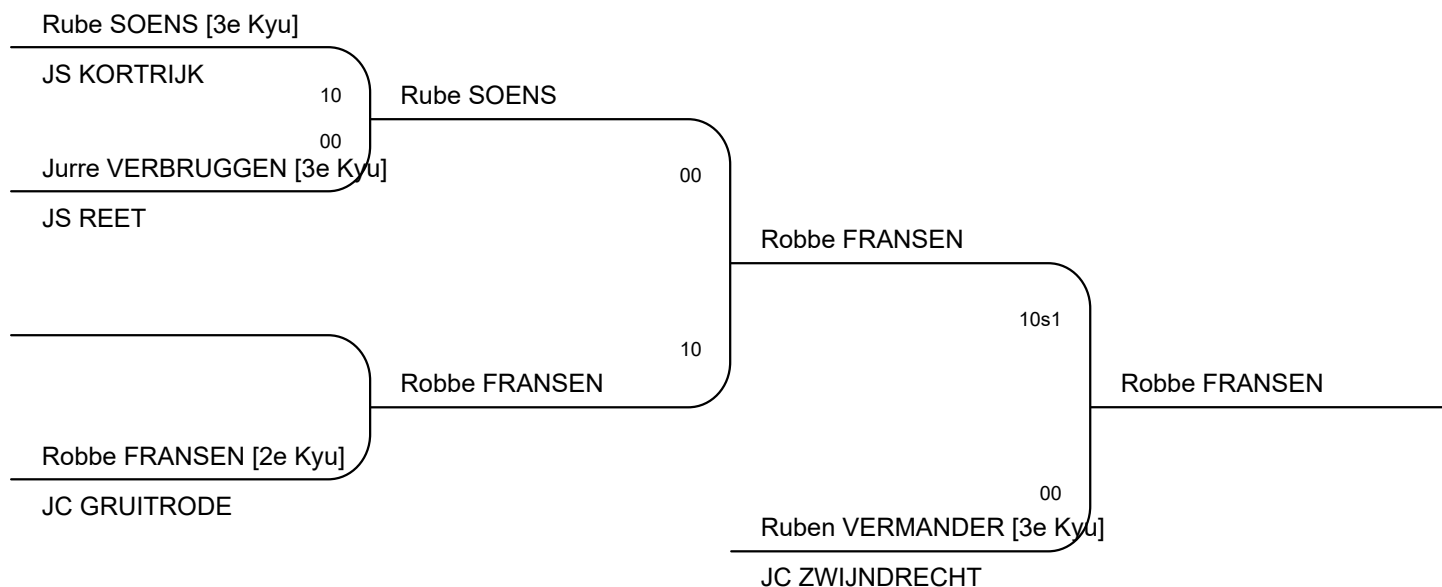 Rube SOENS [3e Kyu]
JS KORTRIJK
10
Rube SOENS
00
Jurre VERBRUGGEN [3e Kyu]
JS REET
00
Robbe FRANSEN
10s1
10
Robbe FRANSEN
Robbe FRANSEN
Robbe FRANSEN [2e Kyu]
JC GRUITRODE
00
Ruben VERMANDER [3e Kyu]
JC ZWIJNDRECHT